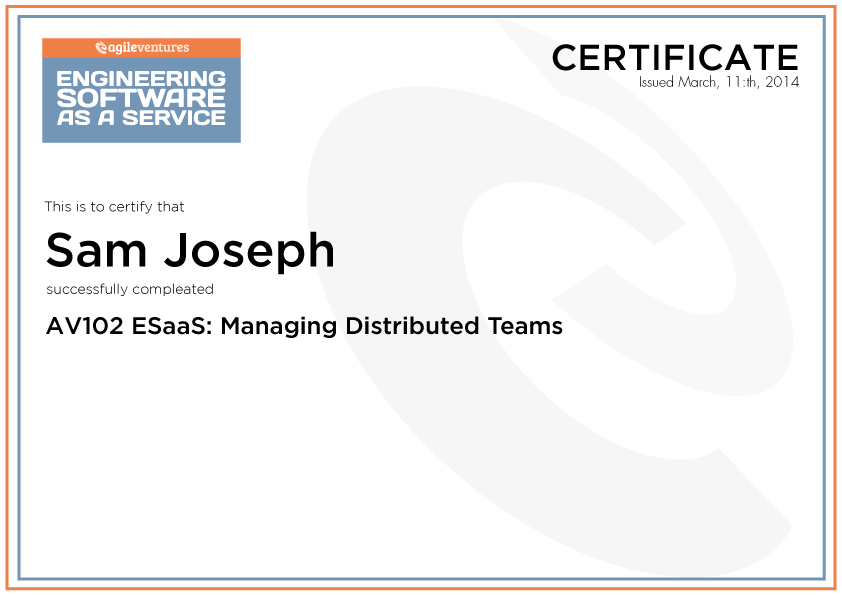 agileventures
ENGINEERING
SOFTWARE
AS A SERVICE
CERTIFICATE
Issued March, 11:th, 2014
This is to certify that
Sam Joseph
successfully compleated
AV102 ESaaS: Managing Distributed Teams